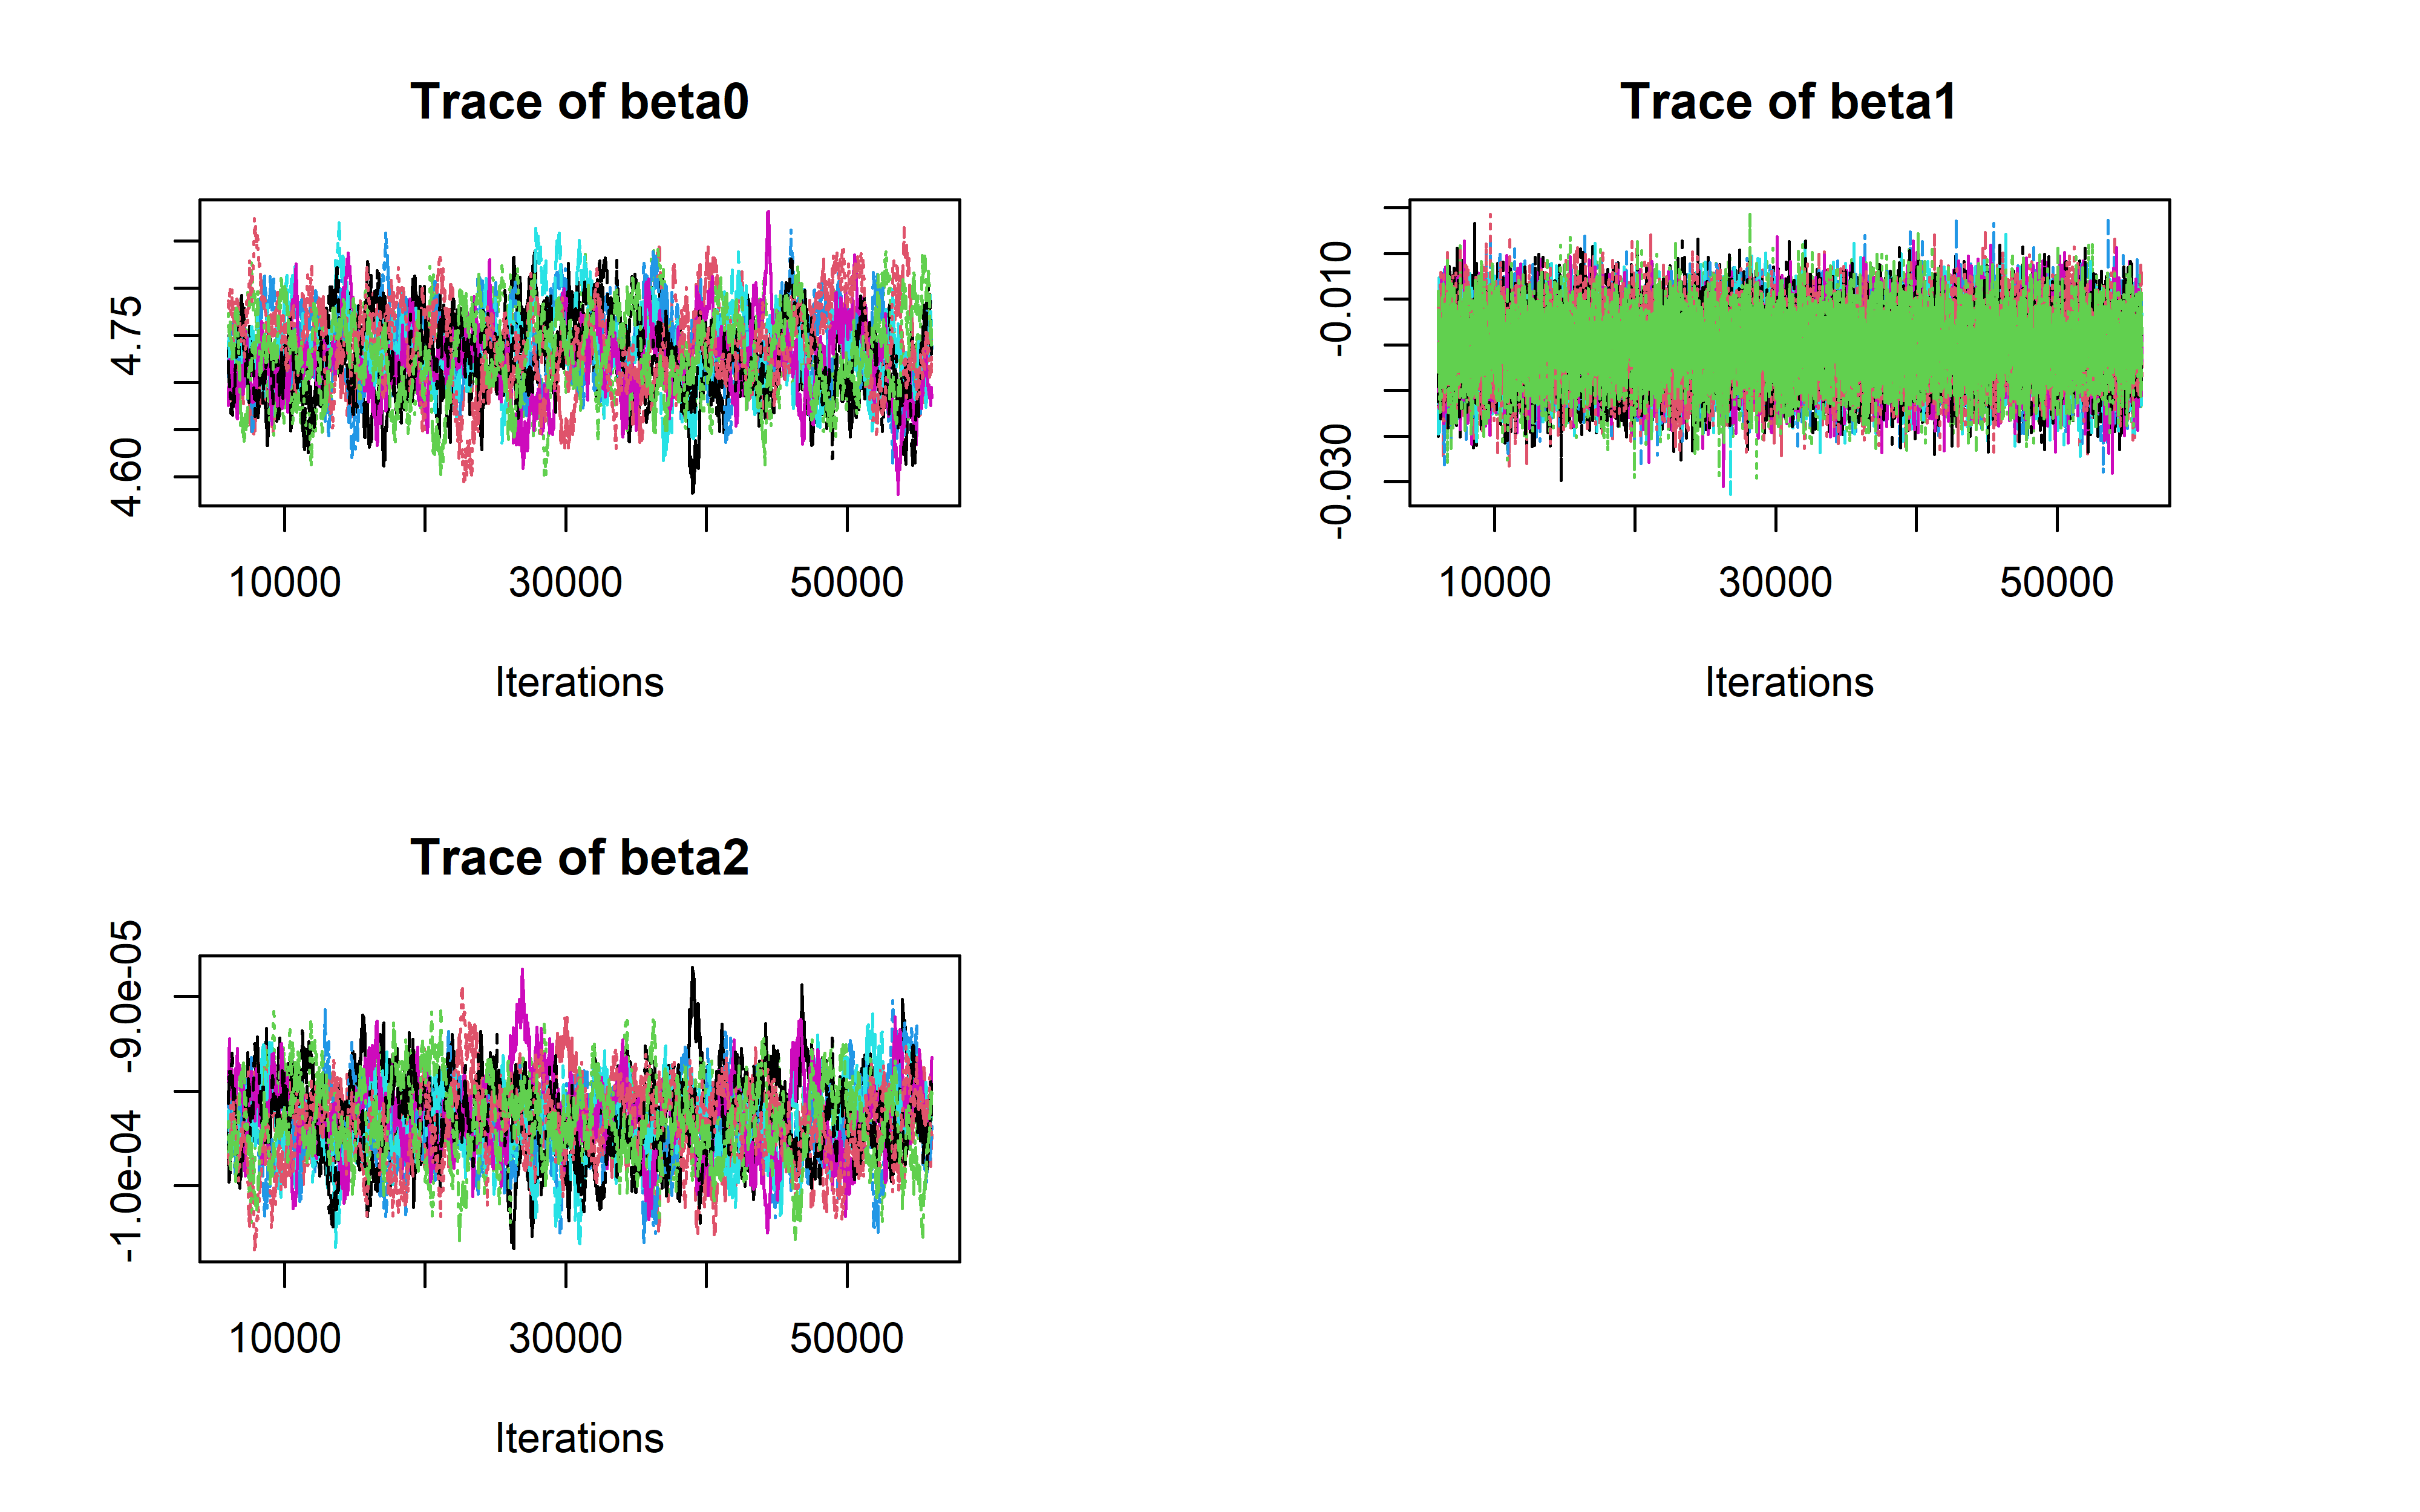 Trace of beta0
4.60 4.75
10000 30000 50000
Iterations
Trace of beta1
-0.030 -0.010
10000 30000 50000
Iterations
Trace of beta2
-1.0e-04 -9.0e-05
10000 30000 50000
Iterations